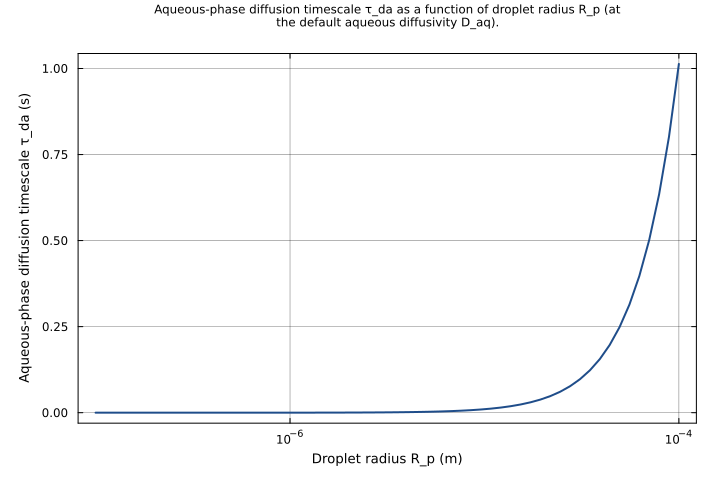 Aqueous-phase diffusion timescale τ_da as a function of droplet radius R_p (at
the default aqueous diffusivity D_aq).
Aqueous-phase diffusion timescale τ_da (s)
1.00
0.75
0.50
0.25
0.00
10⁻⁶
10⁻⁴
Droplet radius R_p (m)